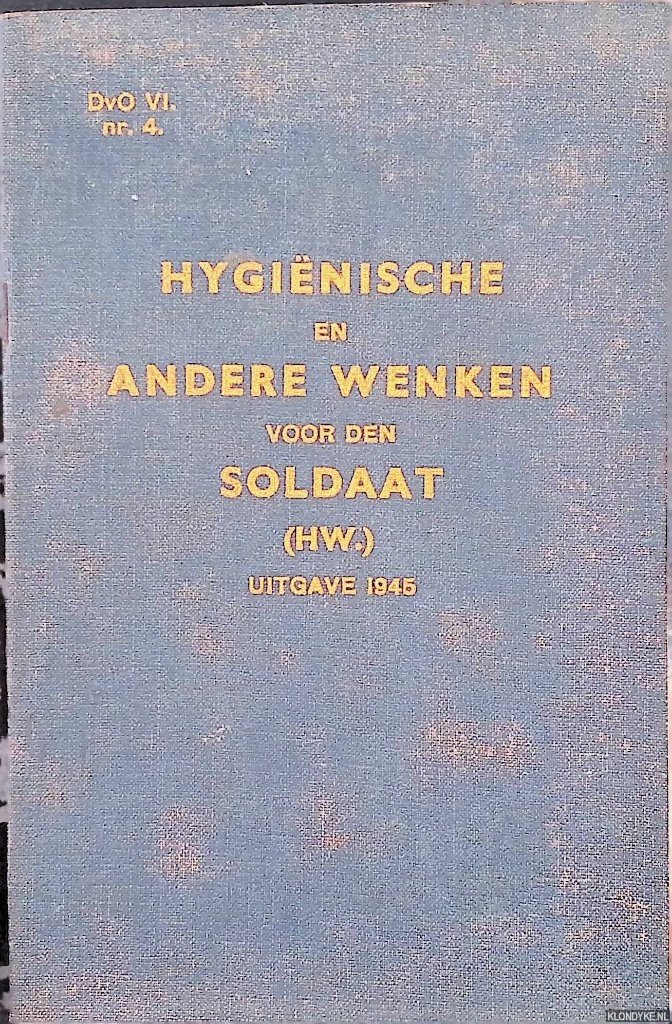 DvO VI.
nr. 4.
HYGIËNISCHE
EN
ANDERE WENKEN
VOOR DEN
SOLDAAT
(HW.)
UITGAVE 1945
KLONDYKE.NL